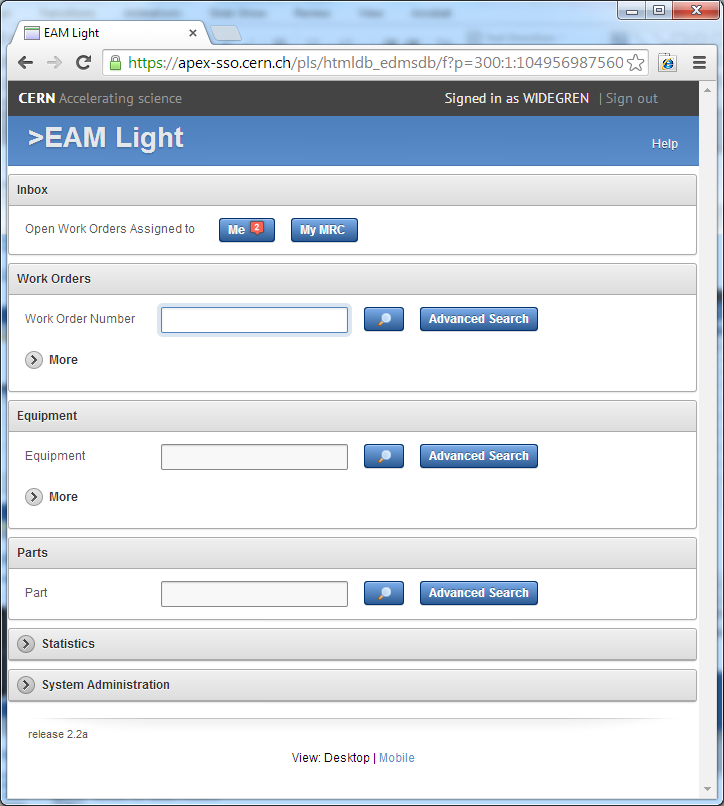 EAM Light
https://apex-sso.cern.ch/pls/htmldb_edmsdb/f?p=300:1:104956987560
CERN Accelerating science
Signed in as WIDEGREN | Sign out
>EAM Light
Help
Inbox
Open Work Orders Assigned to Me 2 My MRC
Work Orders
Work Order Number Advanced Search
More
Equipment
Equipment Advanced Search
More
Parts
Part Advanced Search
Statistics
System Administration
release 2.2a
View: Desktop | Mobile